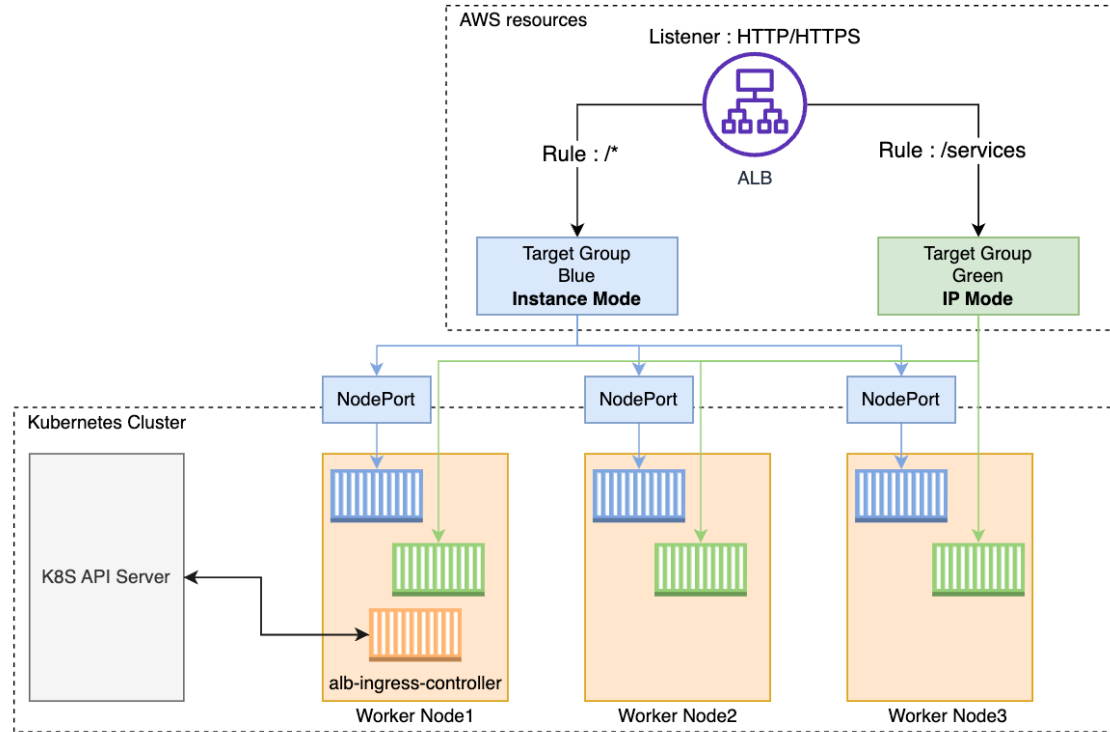 AWS resources
Listener : HTTP/HTTPS
Rule : /*
Rule : /services
ALB
Target Group
Blue
Instance Mode
Target Group
Green
IP Mode
NodePort
NodePort
NodePort
Kubernetes Cluster
K8S API Server
alb-ingress-controller
Worker Node1
Worker Node2
Worker Node3